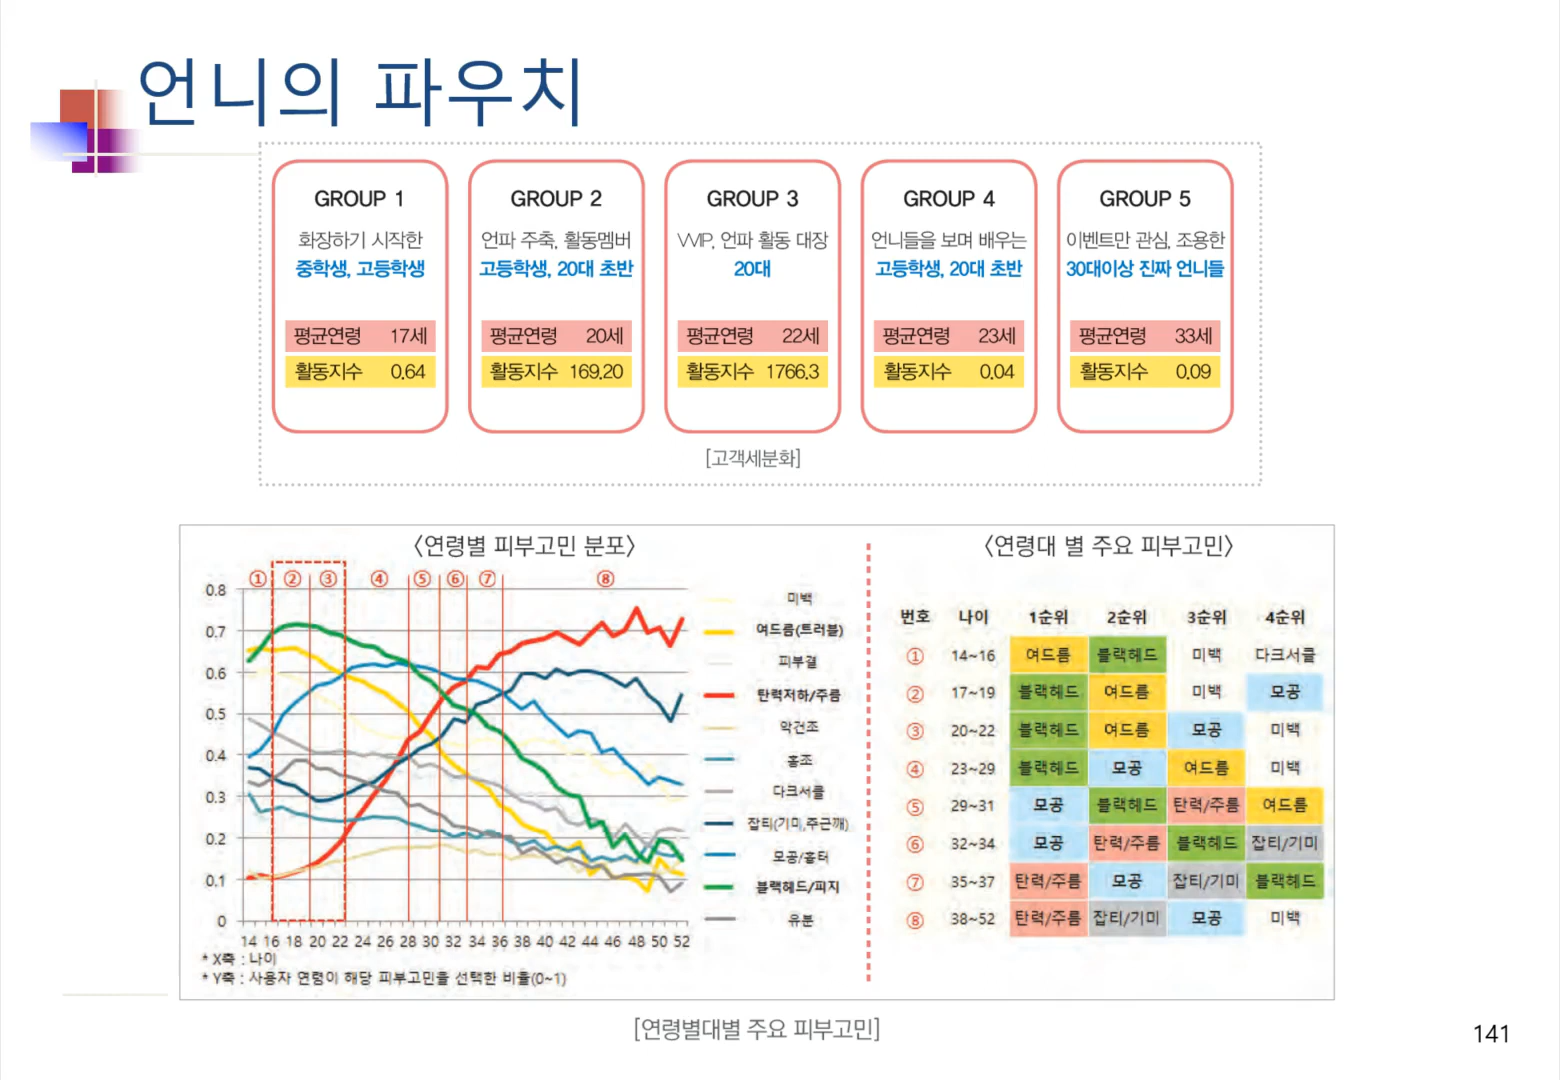 언니의 파우치
GROUP 1
화장하기 시작한
중학생, 고등학생
평균연령 17세
활동지수 0.64
GROUP 2
언파 주축, 활동멤버
고등학생, 20대 초반
평균연령 20세
활동지수 169.20
GROUP 3
VVIP, 언파 활동 대장
20대
평균연령 22세
활동지수 1766.3
GROUP 4
언니들을 보며 배우는
고등학생, 20대 초반
평균연령 23세
활동지수 0.04
GROUP 5
이벤트만 관심, 조용한
30대이상 진짜 언니들
평균연령 33세
활동지수 0.09
[고객세분화]
<연령별 피부고민 분포>
① ② ③ ④ ⑤ ⑥ ⑦ ⑧
0.8
0.7
0.6
0.5
0.4
0.3
0.2
0.1
0
14 16 18 20 22 24 26 28 30 32 34 36 38 40 42 44 46 48 50 52
* X축 : 나이
* Y축 : 사용자 연령이 해당 피부고민을 선택한 비율(0~1)
미백
여드름(트러블)
피부결
탄력저하/주름
악건조
홍조
다크서클
잡티(기미,주근깨)
모공/흉터
블랙헤드/피지
유분
<연령대 별 주요 피부고민>
번호 나이 1순위 2순위 3순위 4순위
① 14~16 여드름 블랙헤드 미백 다크서클
② 17~19 블랙헤드 여드름 미백 모공
③ 20~22 블랙헤드 여드름 모공 미백
④ 23~29 블랙헤드 모공 여드름 미백
⑤ 29~31 모공 블랙헤드 탄력/주름 여드름
⑥ 32~34 모공 탄력/주름 블랙헤드 잡티/기미
⑦ 35~37 탄력/주름 모공 잡티/기미 블랙헤드
⑧ 38~52 탄력/주름 잡티/기미 모공 미백
[연령별대별 주요 피부고민]
141